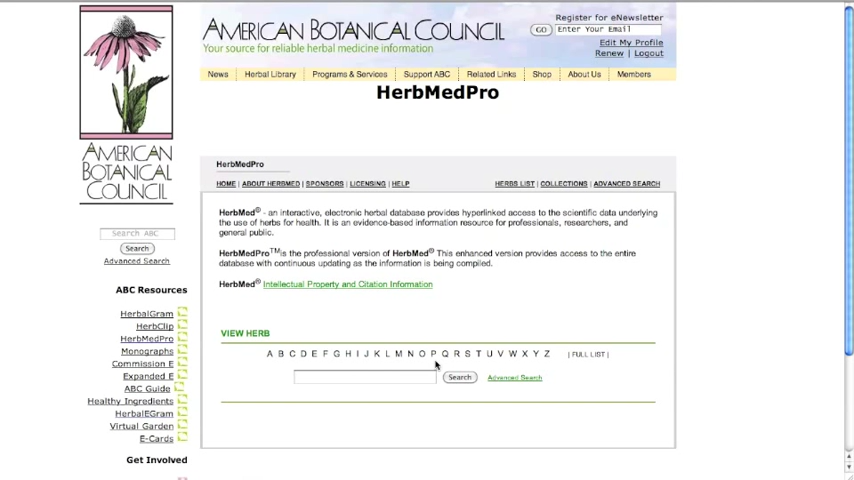 AMERICAN BOTANICAL COUNCIL
Your source for reliable herbal medicine information
Register for eNewsletter
GO Enter Your Email
Edit My Profile
Renew | Logout
News Herbal Library Programs & Services Support ABC Related Links Shop About Us Members
HerbMedPro
AMERICAN
BOTANICAL
COUNCIL
Search ABC
Search
Advanced Search
ABC Resources
HerbalGram
HerbClip
HerbMedPro
Monographs
Commission E
Expanded E
ABC Guide
Healthy Ingredients
HerbalEGram
Virtual Garden
E-Cards
Get Involved
HerbMedPro
HOME | ABOUT HERBMED | SPONSORS | LICENSING | HELP HERBS LIST | COLLECTIONS | ADVANCED SEARCH
HerbMed® - an interactive, electronic herbal database provides hyperlinked access to the scientific data underlying
the use of herbs for health. It is an evidence-based information resource for professionals, researchers, and
general public.
HerbMedPro™is the professional version of HerbMed® This enhanced version provides access to the entire
database with continuous updating as the information is being compiled.
HerbMed® Intellectual Property and Citation Information
VIEW HERB
A B C D E F G H I J K L M N O P Q R S T U V W X Y Z | FULL LIST |
Search Advanced Search